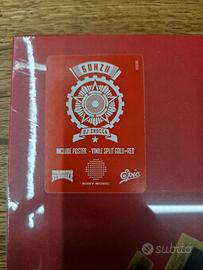 GONZO
DJ SHOCCA
INCLUDE POSTER - VINILE SPLIT GOLD+RED
SONY MUSIC
Epic
subito